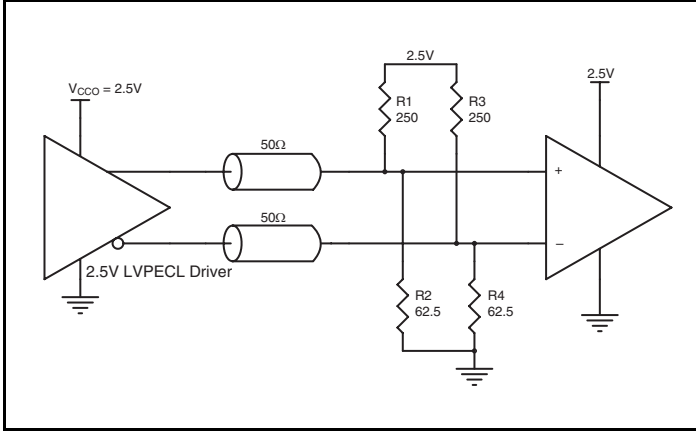 2.5V
V_CCO = 2.5V
2.5V
R1
250
R3
250
50Ω
+
50Ω
–
2.5V LVPECL Driver
R2
62.5
R4
62.5